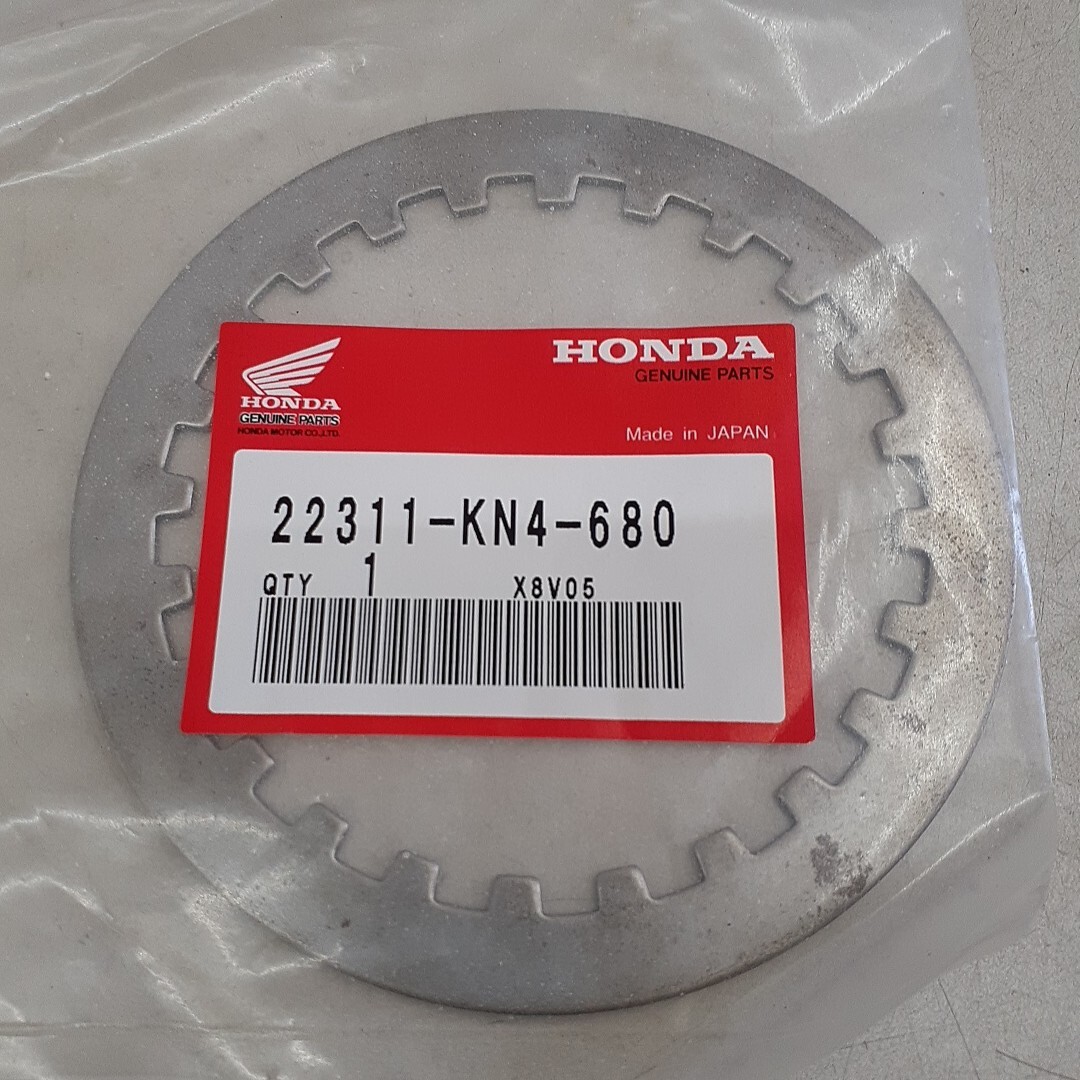 HONDA
GENUINE PARTS
HONDA MOTOR CO.,LTD.
HONDA
GENUINE PARTS
Made in JAPAN
22311-KN4-680
QTY 1 X8V05